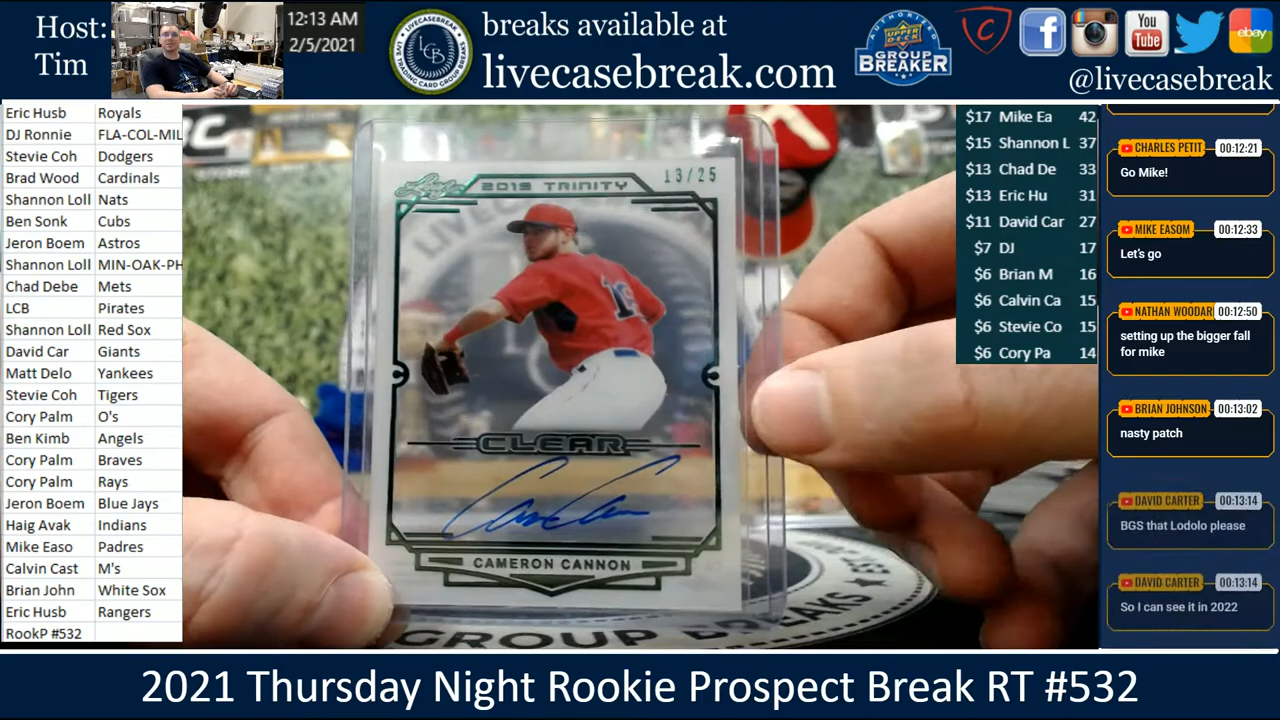 Host:
Tim
12:13 AM
2/5/2021
LIVECASEBREAK
LCB
LIVE TRADING CARD GROUP BREAKS
breaks available at
livecasebreak.com
AUTHORIZED
UPPER DECK
GROUP
BREAKER
You
Tube
ebay
@livecasebreak
Eric Husb Royals
DJ Ronnie FLA-COL-MIL
Stevie Coh Dodgers
Brad Wood Cardinals
Shannon Loll Nats
Ben Sonk Cubs
Jeron Boem Astros
Shannon Loll MIN-OAK-PH
Chad Debe Mets
LCB Pirates
Shannon Loll Red Sox
David Car Giants
Matt Delo Yankees
Stevie Coh Tigers
Cory Palm O's
Ben Kimb Angels
Cory Palm Braves
Cory Palm Rays
Jeron Boem Blue Jays
Haig Avak Indians
Mike Easo Padres
Calvin Cast M's
Brian John White Sox
Eric Husb Rangers
RookP #532
Leaf
2019 TRINITY
13/25
19
CLEAR
CAMERON CANNON
GROUP BREAKS
$17 Mike Ea 42
$15 Shannon L 37
$13 Chad De 33
$13 Eric Hu 31
$11 David Car 27
$7 DJ 17
$6 Brian M 16
$6 Calvin Ca 15
$6 Stevie Co 15
$6 Cory Pa 14
CHARLES PETIT 00:12:21
Go Mike!
MIKE EASOM 00:12:33
Let's go
NATHAN WOODAR 00:12:50
setting up the bigger fall
for mike
BRIAN JOHNSON 00:13:02
nasty patch
DAVID CARTER 00:13:14
BGS that Lodolo please
DAVID CARTER 00:13:14
So I can see it in 2022
2021 Thursday Night Rookie Prospect Break RT #532